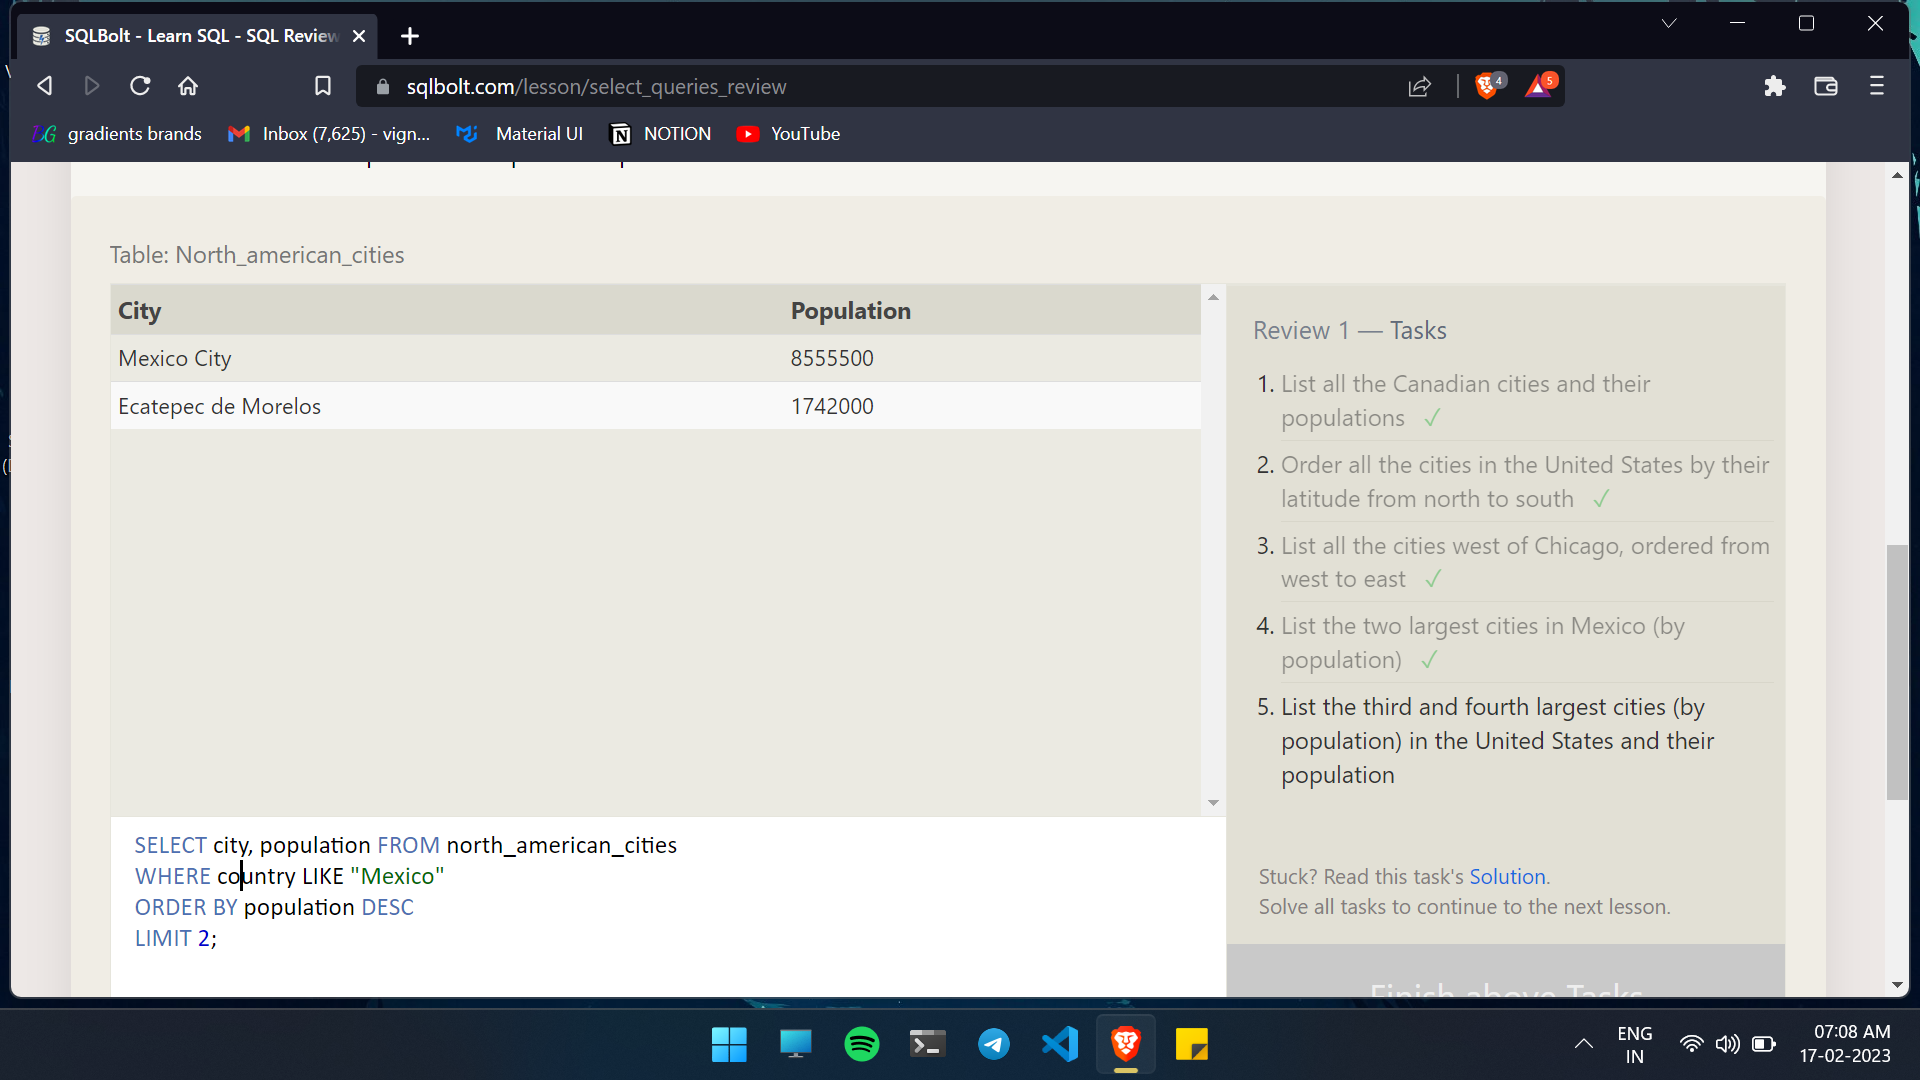 SQLBolt - Learn SQL - SQL Review
sqlbolt.com/lesson/select_queries_review
4
5
gradients brands
Inbox (7,625) - vign...
Material UI
NOTION
YouTube
Table: North_american_cities
City Population
Mexico City 8555500
Ecatepec de Morelos 1742000
Review 1 — Tasks
1. List all the Canadian cities and their
populations ✓
2. Order all the cities in the United States by their
latitude from north to south ✓
3. List all the cities west of Chicago, ordered from
west to east ✓
4. List the two largest cities in Mexico (by
population) ✓
5. List the third and fourth largest cities (by
population) in the United States and their
population
SELECT city, population FROM north_american_cities
WHERE country LIKE "Mexico"
ORDER BY population DESC
LIMIT 2;
Stuck? Read this task's Solution.
Solve all tasks to continue to the next lesson.
Finish above Tasks
ENG
IN
07:08 AM
17-02-2023